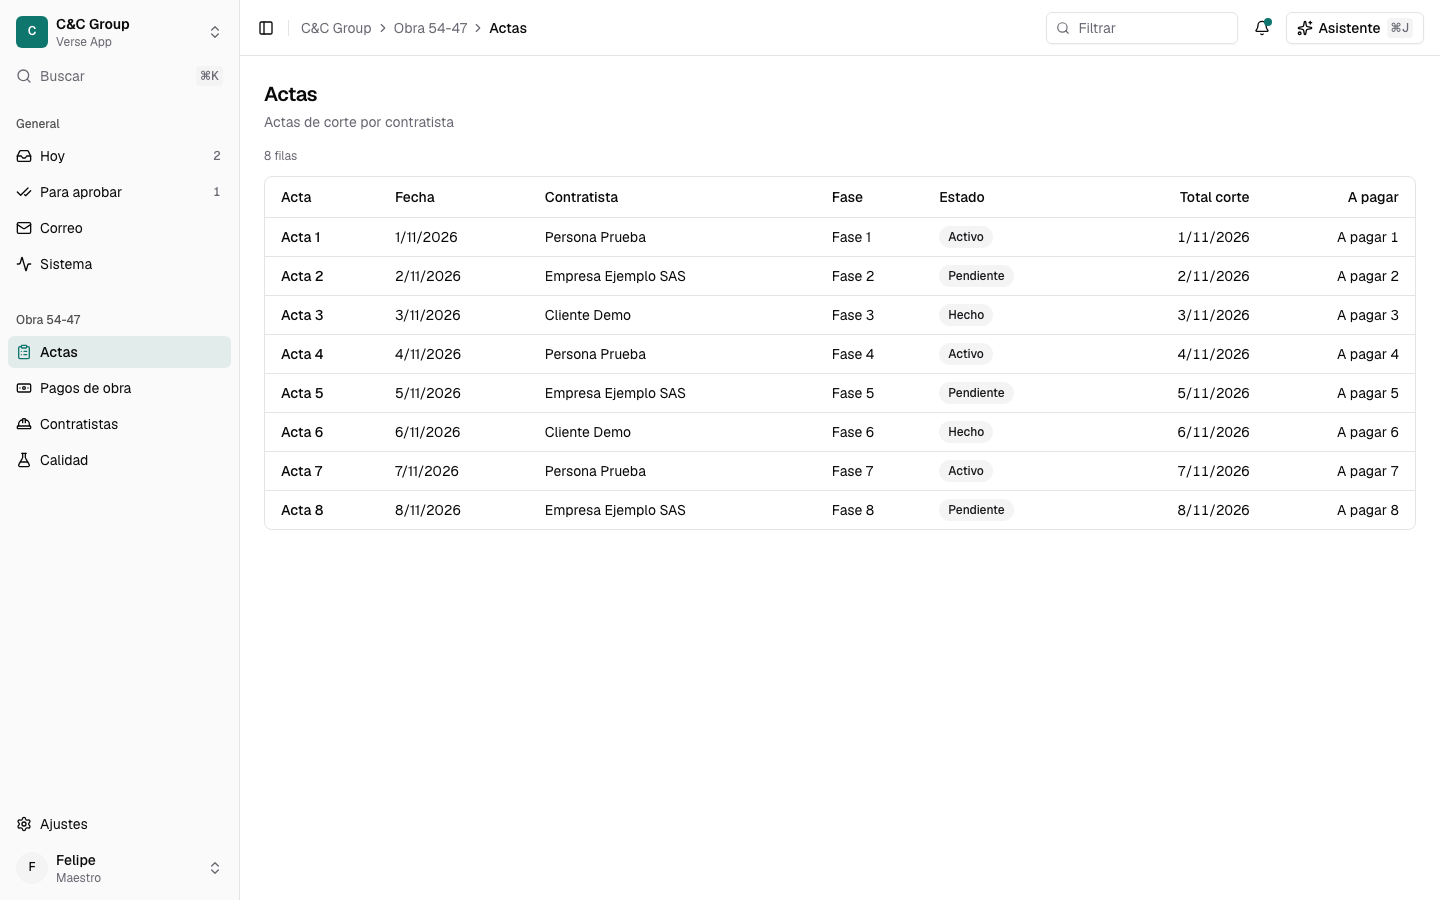 C
C&C Group
Verse App
Buscar ⌘K
General
Hoy 2
Para aprobar 1
Correo
Sistema
Obra 54-47
Actas
Pagos de obra
Contratistas
Calidad
Ajustes
F
Felipe
Maestro
C&C Group > Obra 54-47 > Actas
Filtrar
Asistente ⌘J
Actas
Actas de corte por contratista
8 filas
Acta Fecha Contratista Fase Estado Total corte A pagar
Acta 1 1/11/2026 Persona Prueba Fase 1 Activo 1/11/2026 A pagar 1
Acta 2 2/11/2026 Empresa Ejemplo SAS Fase 2 Pendiente 2/11/2026 A pagar 2
Acta 3 3/11/2026 Cliente Demo Fase 3 Hecho 3/11/2026 A pagar 3
Acta 4 4/11/2026 Persona Prueba Fase 4 Activo 4/11/2026 A pagar 4
Acta 5 5/11/2026 Empresa Ejemplo SAS Fase 5 Pendiente 5/11/2026 A pagar 5
Acta 6 6/11/2026 Cliente Demo Fase 6 Hecho 6/11/2026 A pagar 6
Acta 7 7/11/2026 Persona Prueba Fase 7 Activo 7/11/2026 A pagar 7
Acta 8 8/11/2026 Empresa Ejemplo SAS Fase 8 Pendiente 8/11/2026 A pagar 8